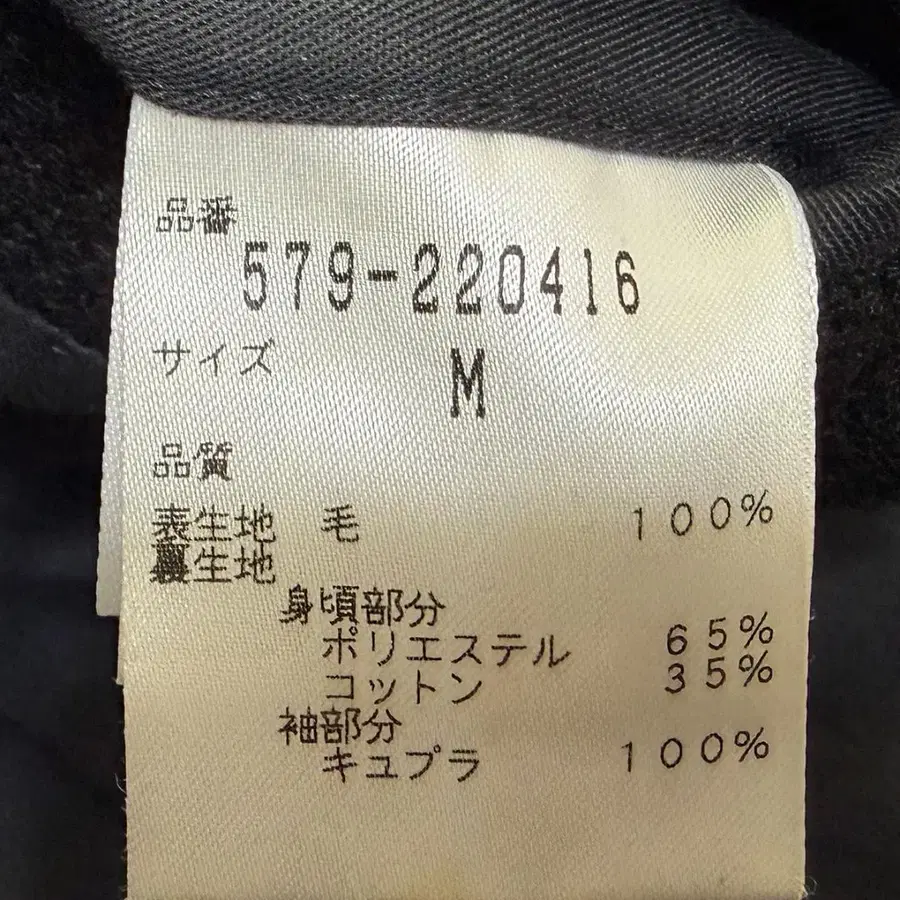 品番
579-220416
サイズ M
品質
表生地 毛 100%
裏生地
身頃部分
ポリエステル 65%
コットン 35%
袖部分
キュプラ 100%